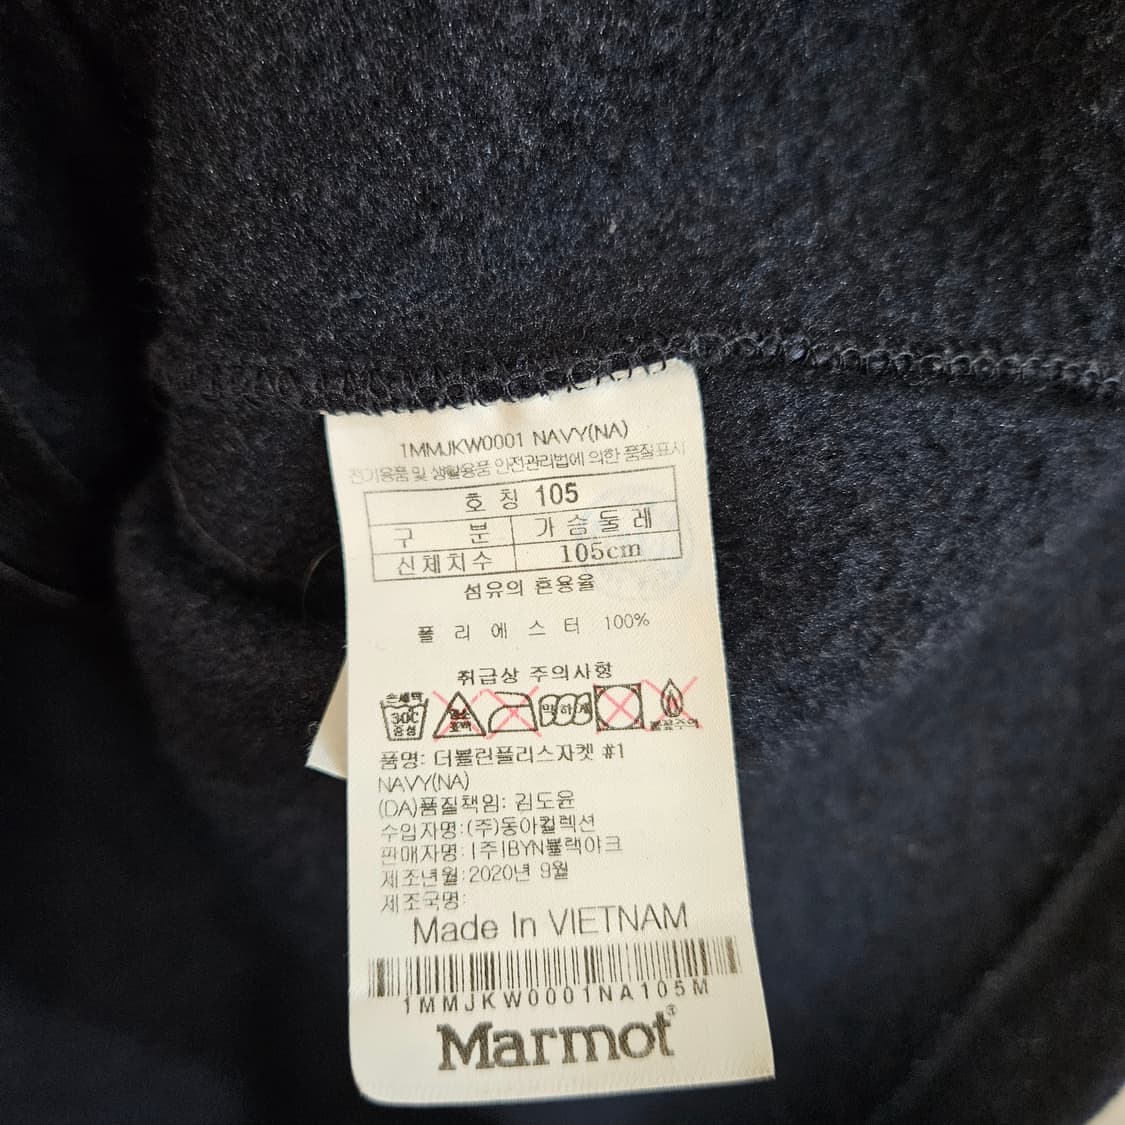 1MMJKW0001 NAVY(NA)
전기용품 및 생활용품 안전관리법에 의한 품질표시
호 칭 105
구 분 가 슴 둘 레
신체치수 105cm
섬유의 혼용율
폴 리 에 스 터 100%
취급상 주의사항
손세탁
30C
중성
약하게
품명: 더블린플리스자켓 #1
NAVY(NA)
(DA)품질책임: 김도윤
수입자명:(주)동아컬렉션
판매자명:(주)BYN블랙야크
제조년월:2020년 9월
제조국명:
Made In VIETNAM
1MMJKW0001NA105M
Marmot®